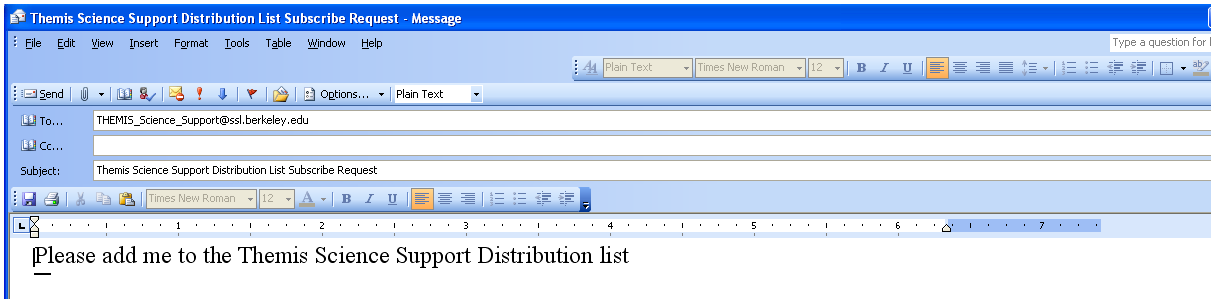 Themis Science Support Distribution List Subscribe Request - Message
File Edit View Insert Format Tools Table Window Help
Type a question for
Plain Text Times New Roman 12 B I U
Send Options... Plain Text
To... THEMIS_Science_Support@ssl.berkeley.edu
Cc...
Subject: Themis Science Support Distribution List Subscribe Request
Times New Roman 12 A B I U
L 1 2 3 4 5 6 7
Please add me to the Themis Science Support Distribution list